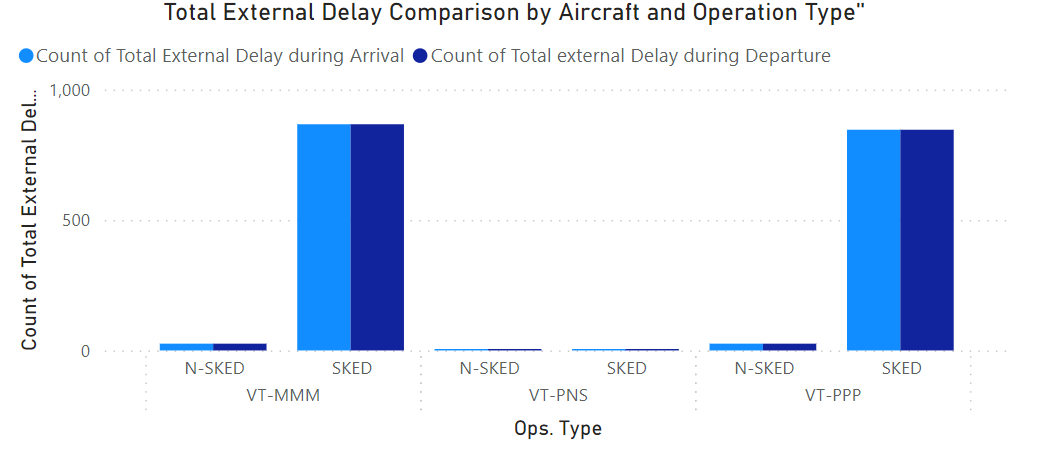 Total External Delay Comparison by Aircraft and Operation Type"
Count of Total External Delay during Arrival Count of Total external Delay during Departure
Count of Total External Del...
1,000
500
0
N-SKED SKED N-SKED SKED N-SKED SKED
VT-MMM VT-PNS VT-PPP
Ops. Type